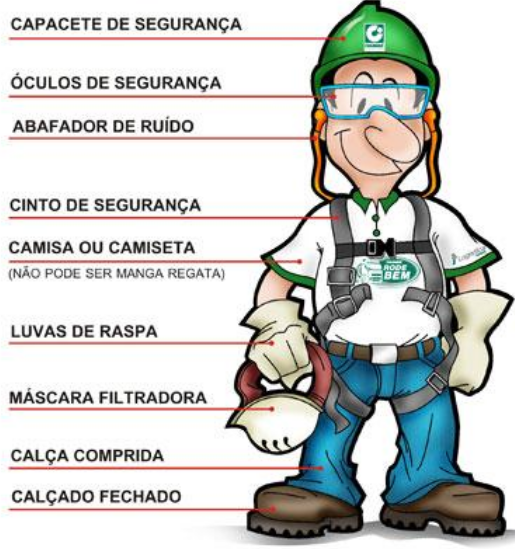 CAPACETE DE SEGURANÇA
ÓCULOS DE SEGURANÇA
ABAFADOR DE RUÍDO
CINTO DE SEGURANÇA
CAMISA OU CAMISETA
(NÃO PODE SER MANGA REGATA)
RODE
BEM
LUVAS DE RASPA
MÁSCARA FILTRADORA
CALÇA COMPRIDA
CALÇADO FECHADO